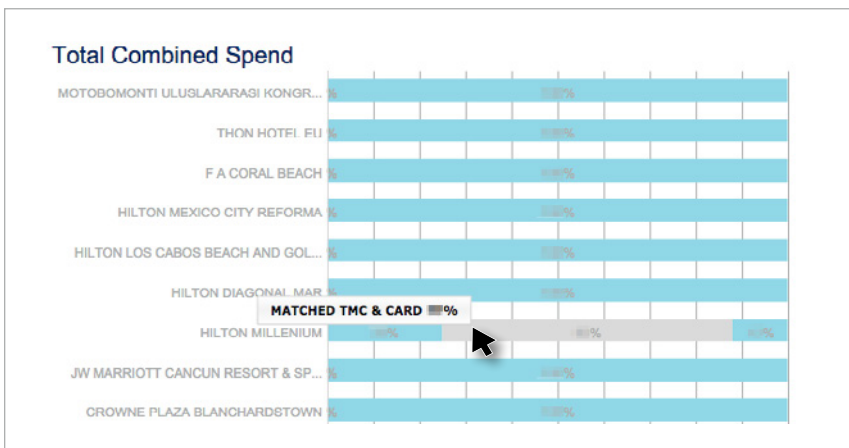 Total Combined Spend
MOTOBOMONTI ULUSLARARASI KONGR... % %
THON HOTEL EU % %
F A CORAL BEACH % %
HILTON MEXICO CITY REFORMA % %
HILTON LOS CABOS BEACH AND GOL... % %
HILTON DIAGONAL MAR % %
MATCHED TMC & CARD %
HILTON MILLENIUM % % %
JW MARRIOTT CANCUN RESORT & SP... % %
CROWNE PLAZA BLANCHARDSTOWN % %